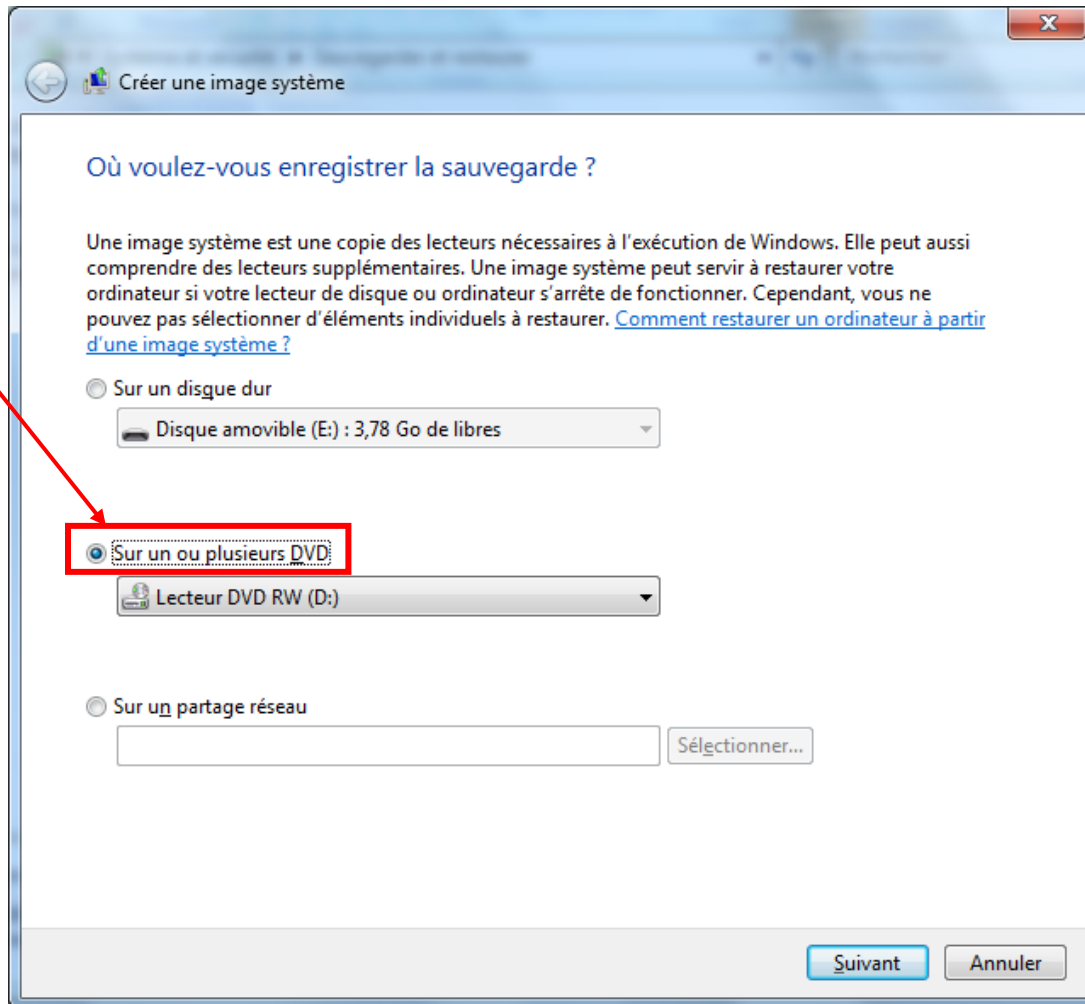 Créer une image système
Où voulez-vous enregistrer la sauvegarde ?
Une image système est une copie des lecteurs nécessaires à l'exécution de Windows. Elle peut aussi
comprendre des lecteurs supplémentaires. Une image système peut servir à restaurer votre
ordinateur si votre lecteur de disque ou ordinateur s'arrête de fonctionner. Cependant, vous ne
pouvez pas sélectionner d'éléments individuels à restaurer. Comment restaurer un ordinateur à partir
d'une image système ?
Sur un disque dur
Disque amovible (E:) : 3,78 Go de libres
Sur un ou plusieurs DVD
Lecteur DVD RW (D:)
Sur un partage réseau
Sélectionner...
Suivant Annuler